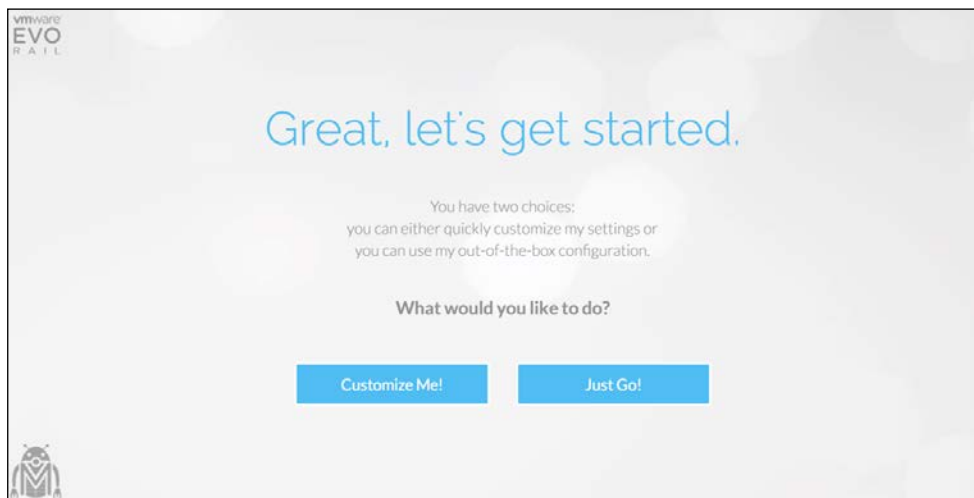 vmware
EVO
RAIL
Great, let's get started.
You have two choices:
you can either quickly customize my settings or
you can use my out-of-the-box configuration.
What would you like to do?
Customize Me!
Just Go!